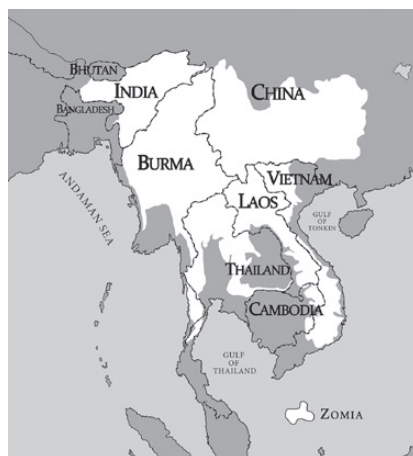 BHUTAN
INDIA
BANGLADESH
CHINA
BURMA
VIETNAM
LAOS
ANDAMAN SEA
GULF
OF
TONKIN
THAILAND
CAMBODIA
GULF
OF
THAILAND
ZOMIA